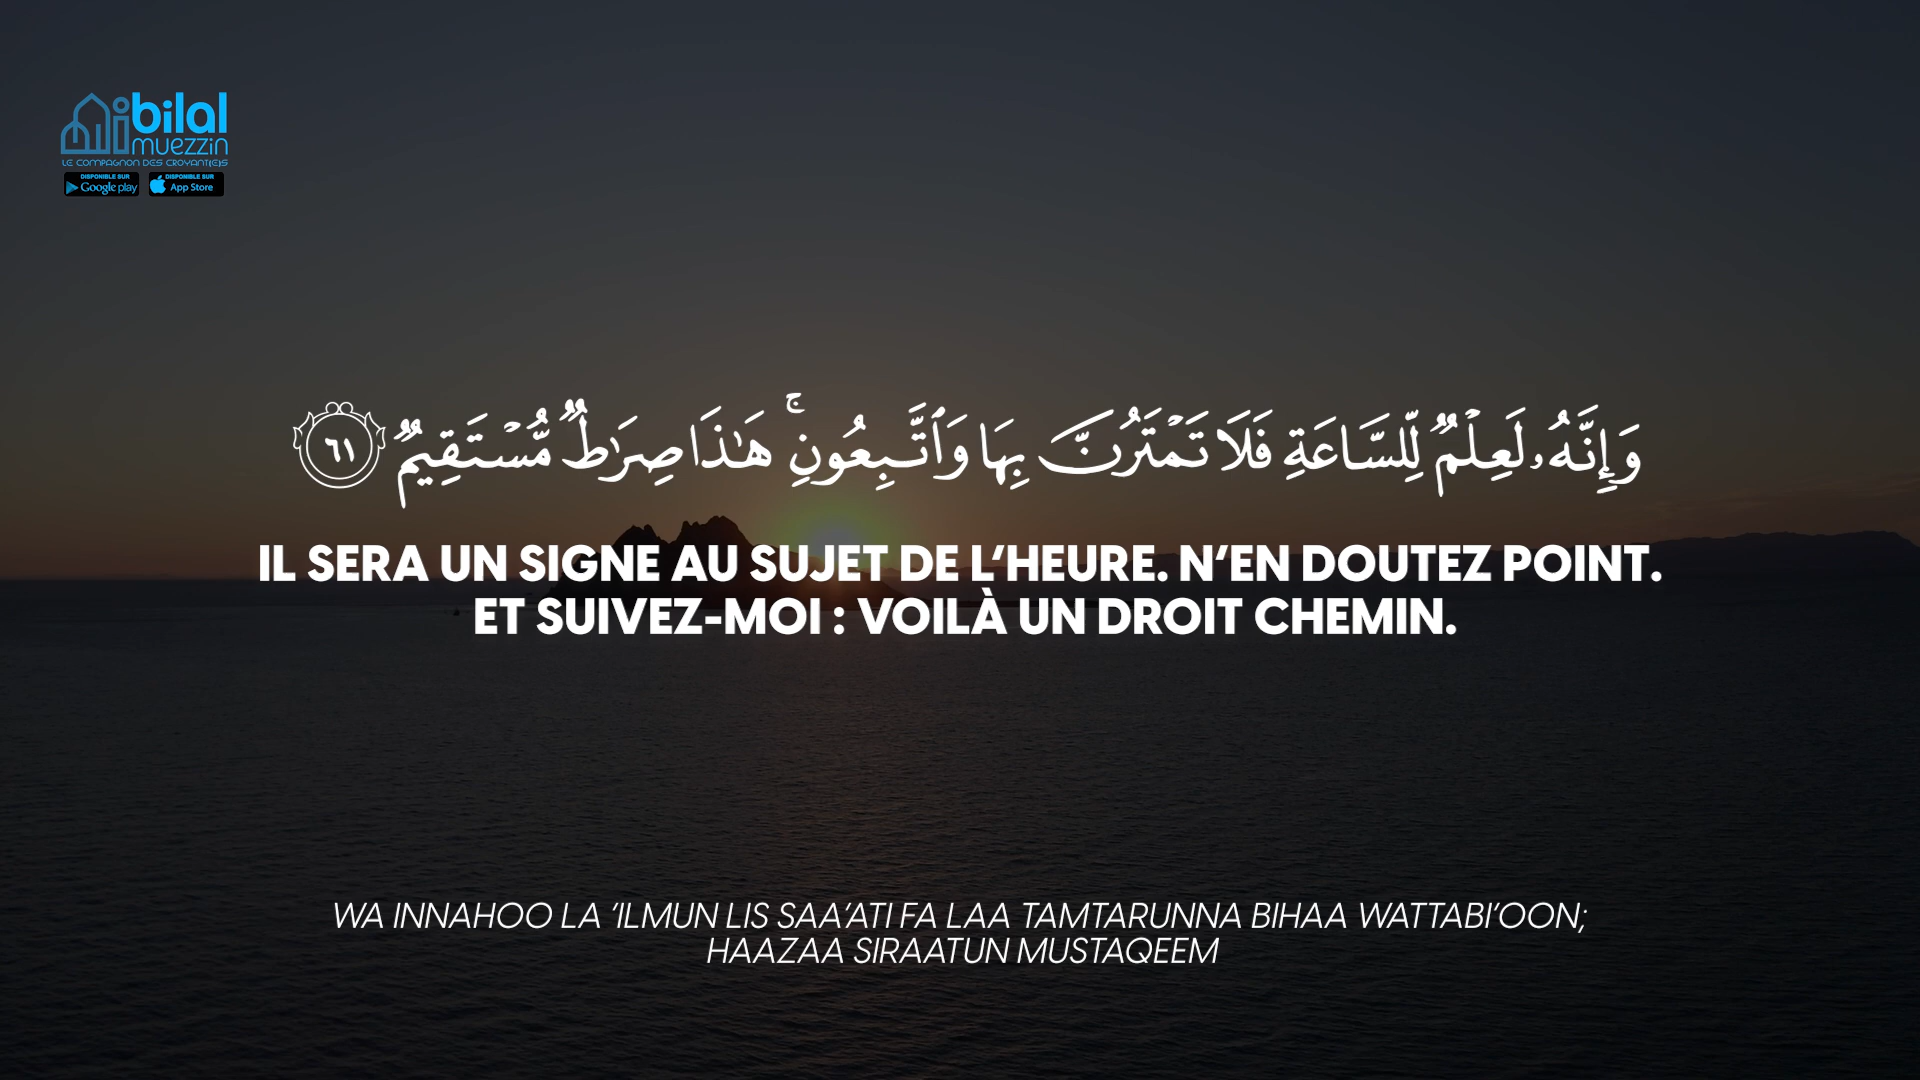 bilal
muezzin
LE COMPAGNON DES CROYANT(E)S
DISPONIBLE SUR
Google play
DISPONIBLE SUR
App Store
وَإِنَّهُۥ لَعِلْمٌ لِّلسَّاعَةِ فَلَا تَمْتَرُنَّ بِهَا وَٱتَّبِعُونِ ۚ هَٰذَا صِرَٰطٌ مُّسْتَقِيمٌ ٦١
IL SERA UN SIGNE AU SUJET DE L’HEURE. N’EN DOUTEZ POINT.
ET SUIVEZ-MOI : VOILÀ UN DROIT CHEMIN.
WA INNAHOO LA ‘ILMUN LIS SAA’ATI FA LAA TAMTARUNNA BIHAA WATTABI’OON;
HAAZAA SIRAATUN MUSTAQEEM